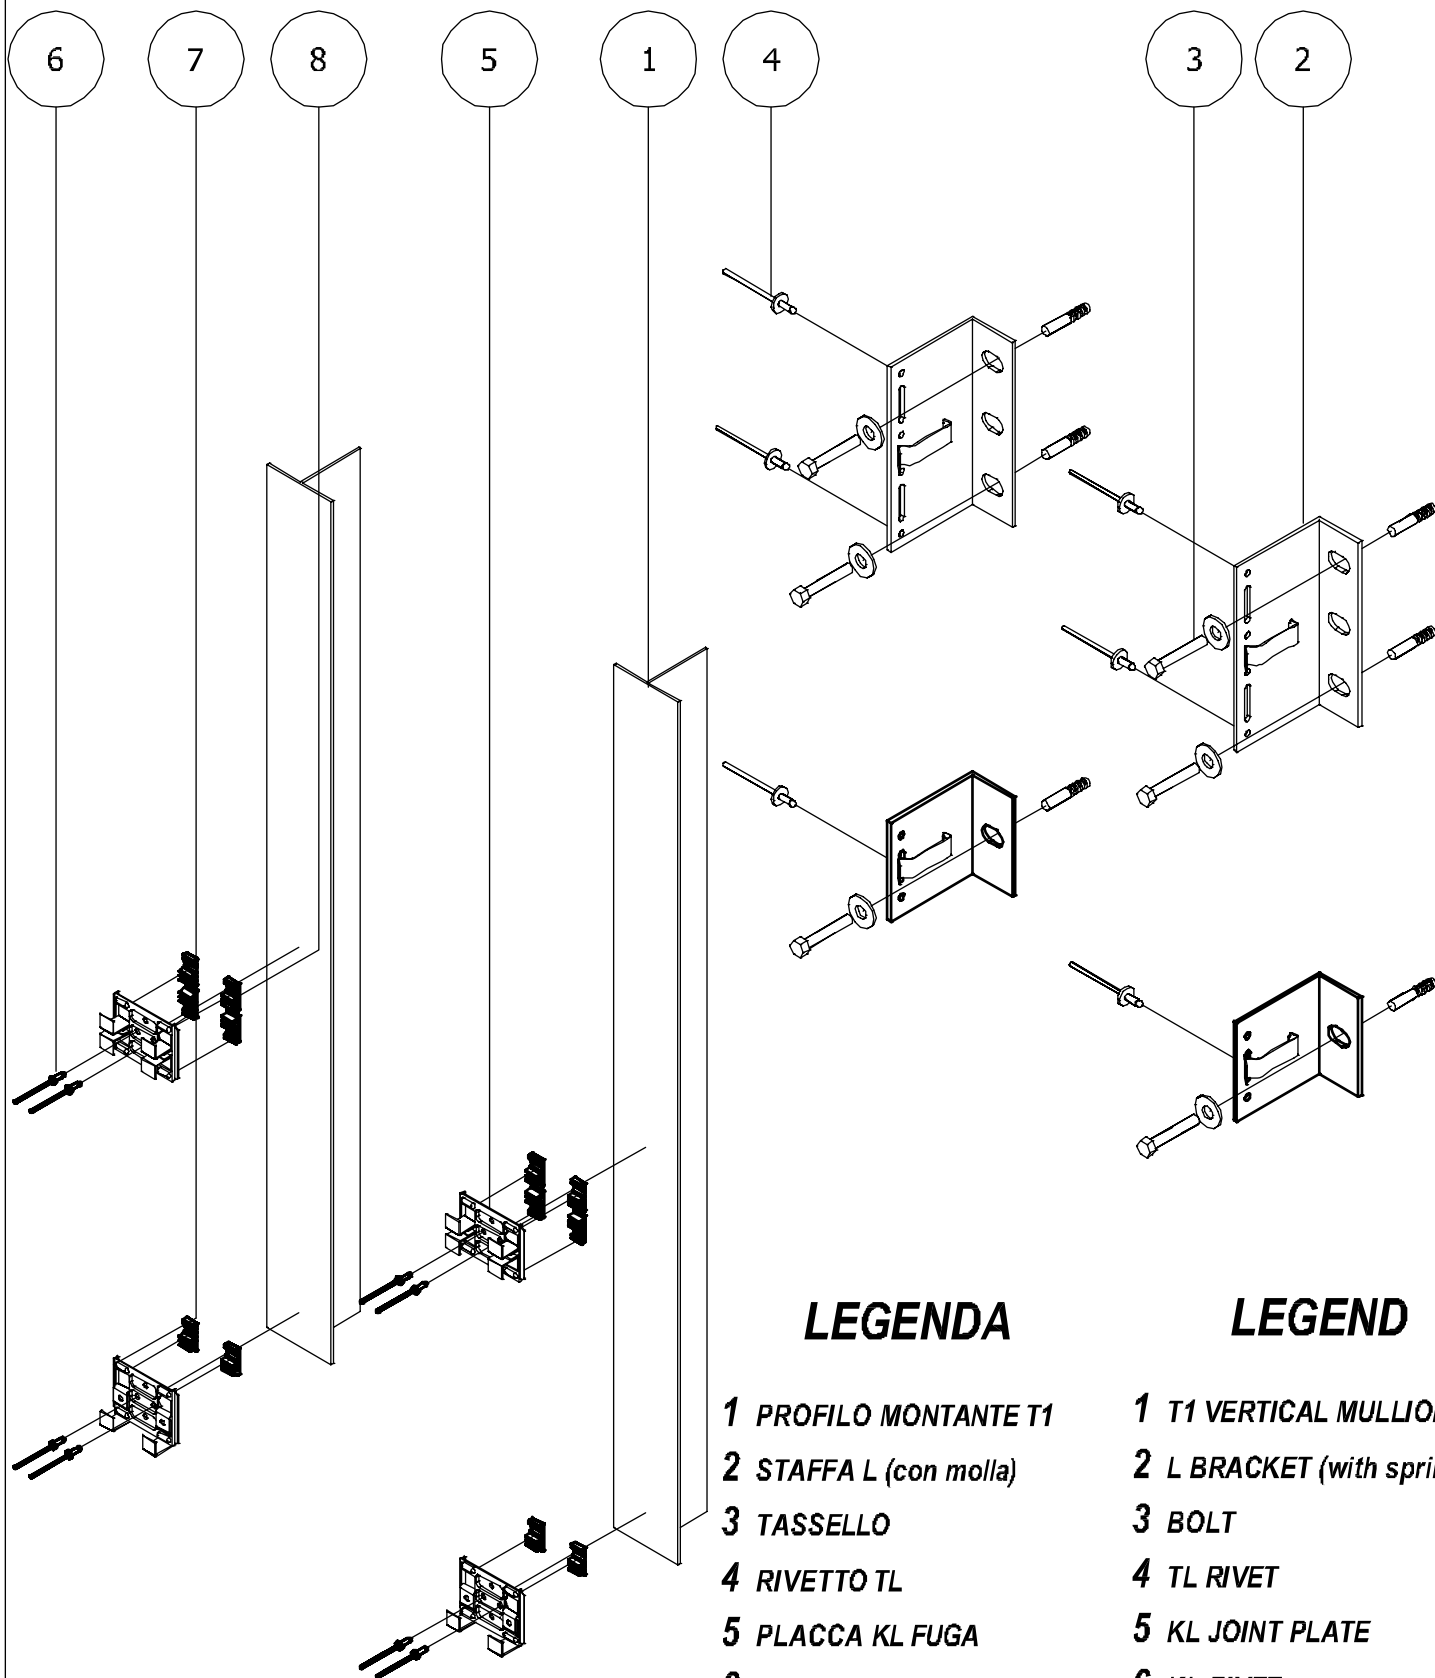 6 7 8 5 1 4 3 2
LEGENDA
1 PROFILO MONTANTE T1
2 STAFFA L (con molla)
3 TASSELLO
4 RIVETTO TL
5 PLACCA KL FUGA
LEGEND
1 T1 VERTICAL
2 L BRACKET (with
3 BOLT
4 TL RIVET
5 KL JOINT PLATE